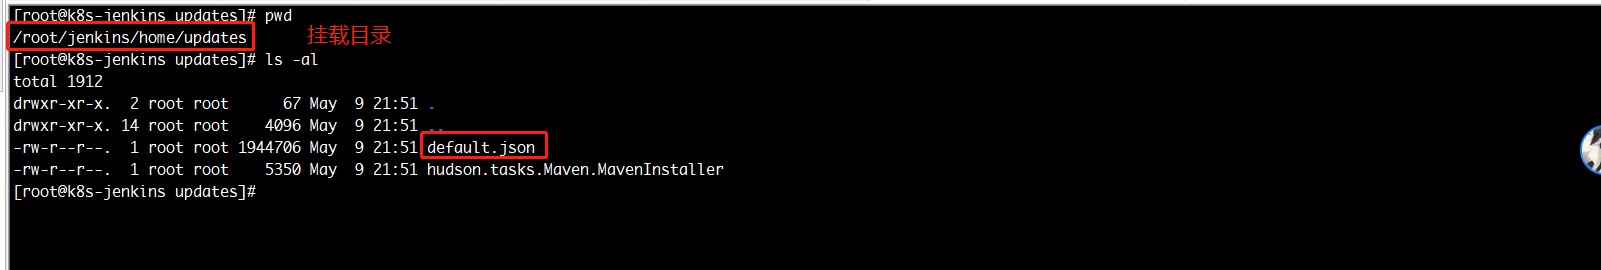 [root@k8s-jenkins updates]# pwd
/root/jenkins/home/updates 挂载目录
[root@k8s-jenkins updates]# ls -al
total 1912
drwxr-xr-x.  2 root root      67 May  9 21:51 .
drwxr-xr-x. 14 root root    4096 May  9 21:51 ..
-rw-r--r--.  1 root root 1944706 May  9 21:51 default.json
-rw-r--r--.  1 root root    5350 May  9 21:51 hudson.tasks.Maven.MavenInstaller
[root@k8s-jenkins updates]#